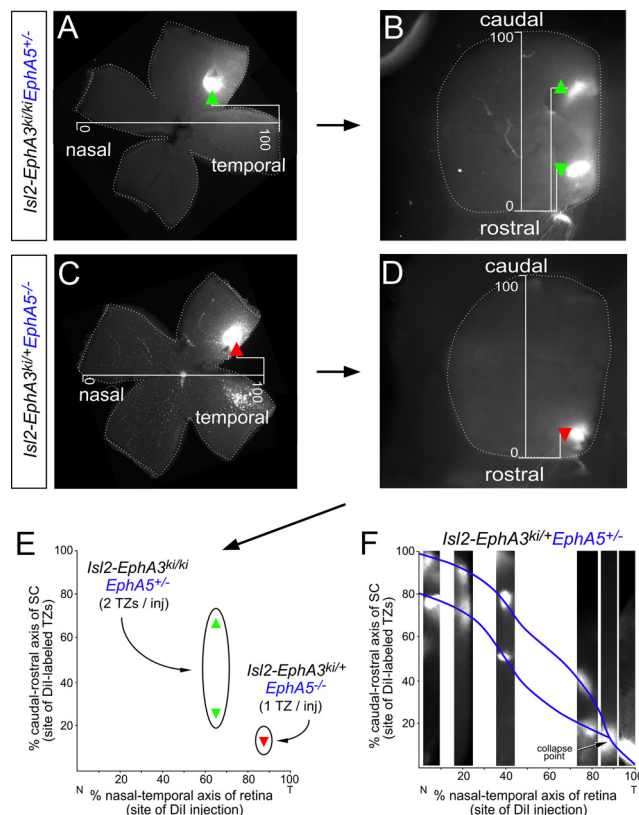 Isl2-EphA3ki/kiEphA5+/-
A
0
100
nasal
temporal
B
caudal
100
0
rostral
Isl2-EphA3ki/+EphA5-/-
C
0
100
nasal
temporal
D
caudal
100
0
rostral
E
100
80
60
40
20
% caudal-rostral axis of SC
(site of DiI-labeled TZs)
Isl2-EphA3ki/ki
EphA5+/-
(2 TZs / inj)
Isl2-EphA3ki/+
EphA5-/-
(1 TZ / inj)
N 20 40 60 80 100 T
% nasal-temporal axis of retina
(site of DiI injection)
F
Isl2-EphA3ki/+EphA5+/-
100
80
60
40
20
% caudal-rostral axis of SC
(site of DiI-labeled TZs)
collapse
point
N 20 40 60 80 100 T
% nasal-temporal axis of retina
(site of DiI injection)